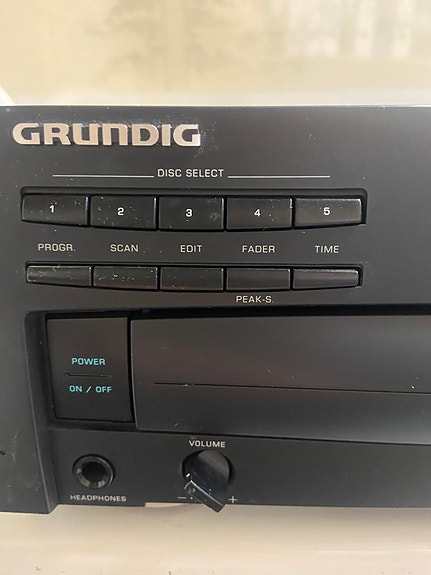 GRUNDIG
DISC SELECT
1 2 3 4 5
PROGR. SCAN EDIT FADER TIME
PEAK-S.
POWER
ON / OFF
VOLUME
HEADPHONES - +